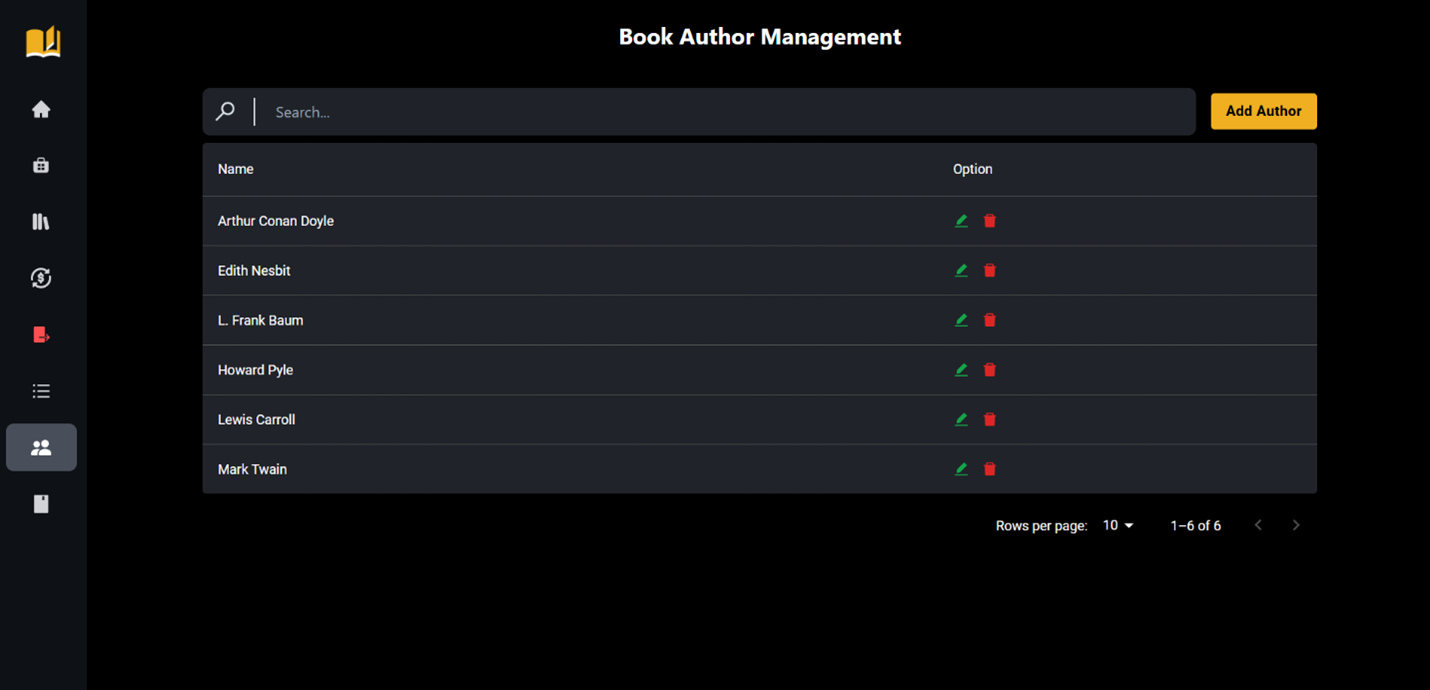 Book Author Management
Search...
Add Author
Name Option
Arthur Conan Doyle
Edith Nesbit
L. Frank Baum
Howard Pyle
Lewis Carroll
Mark Twain
Rows per page: 10 1–6 of 6